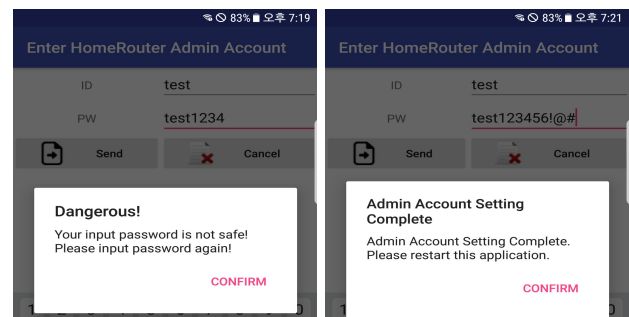 83% 오후 7:19
Enter HomeRouter Admin Account
ID test
PW test1234
Send Cancel
Dangerous!
Your input password is not safe!
Please input password again!
CONFIRM
83% 오후 7:21
Enter HomeRouter Admin Account
ID test
PW test123456!@#
Send Cancel
Admin Account Setting
Complete
Admin Account Setting Complete.
Please restart this application.
CONFIRM